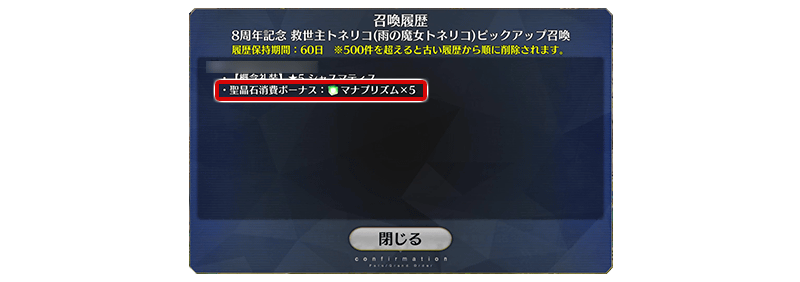 召喚履歴
8周年記念 救世主トネリコ(雨の魔女トネリコ)ピックアップ召喚
履歴保持期間:60日 ※500件を超えると古い履歴から順に削除されます。
・【概念礼装】★5 シャスマティス
・聖晶石消費ボーナス: マナプリズム×5
閉じる
confirmation
Fate/Grand Order